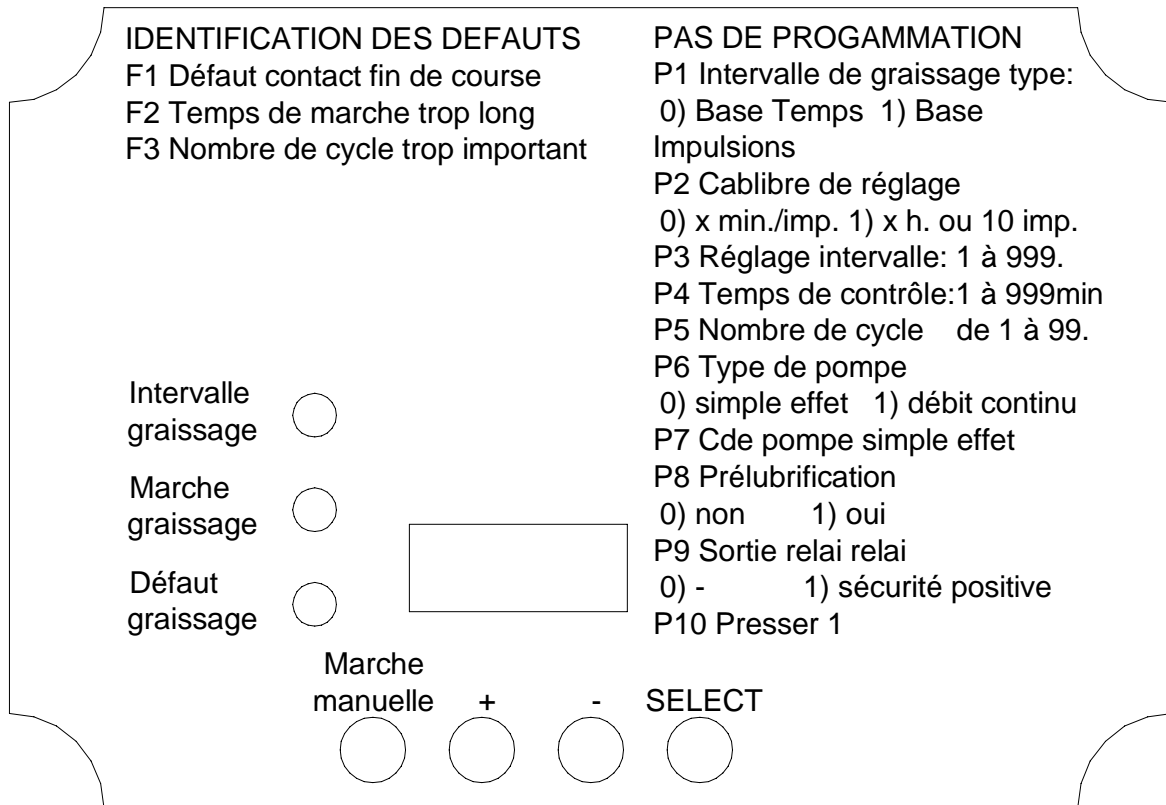 IDENTIFICATION DES DEFAUTS
F1 Défaut contact fin de course
F2 Temps de marche trop long
F3 Nombre de cycle trop important
PAS DE PROGAMMATION
P1 Intervalle de graissage type:
0) Base Temps 1) Base
Impulsions
P2 Cablibre de réglage
0) x min./imp. 1) x h. ou 10 imp.
P3 Réglage intervalle: 1 à 999.
P4 Temps de contrôle:1 à 999min
P5 Nombre de cycle de 1 à 99.
P6 Type de pompe
0) simple effet 1) débit continu
P7 Cde pompe simple effet
P8 Prélubrification
0) non 1) oui
P9 Sortie relai relai
0) - 1) sécurité positive
P10 Presser 1
Intervalle
graissage
Marche
graissage
Défaut
graissage
Marche
manuelle + - SELECT